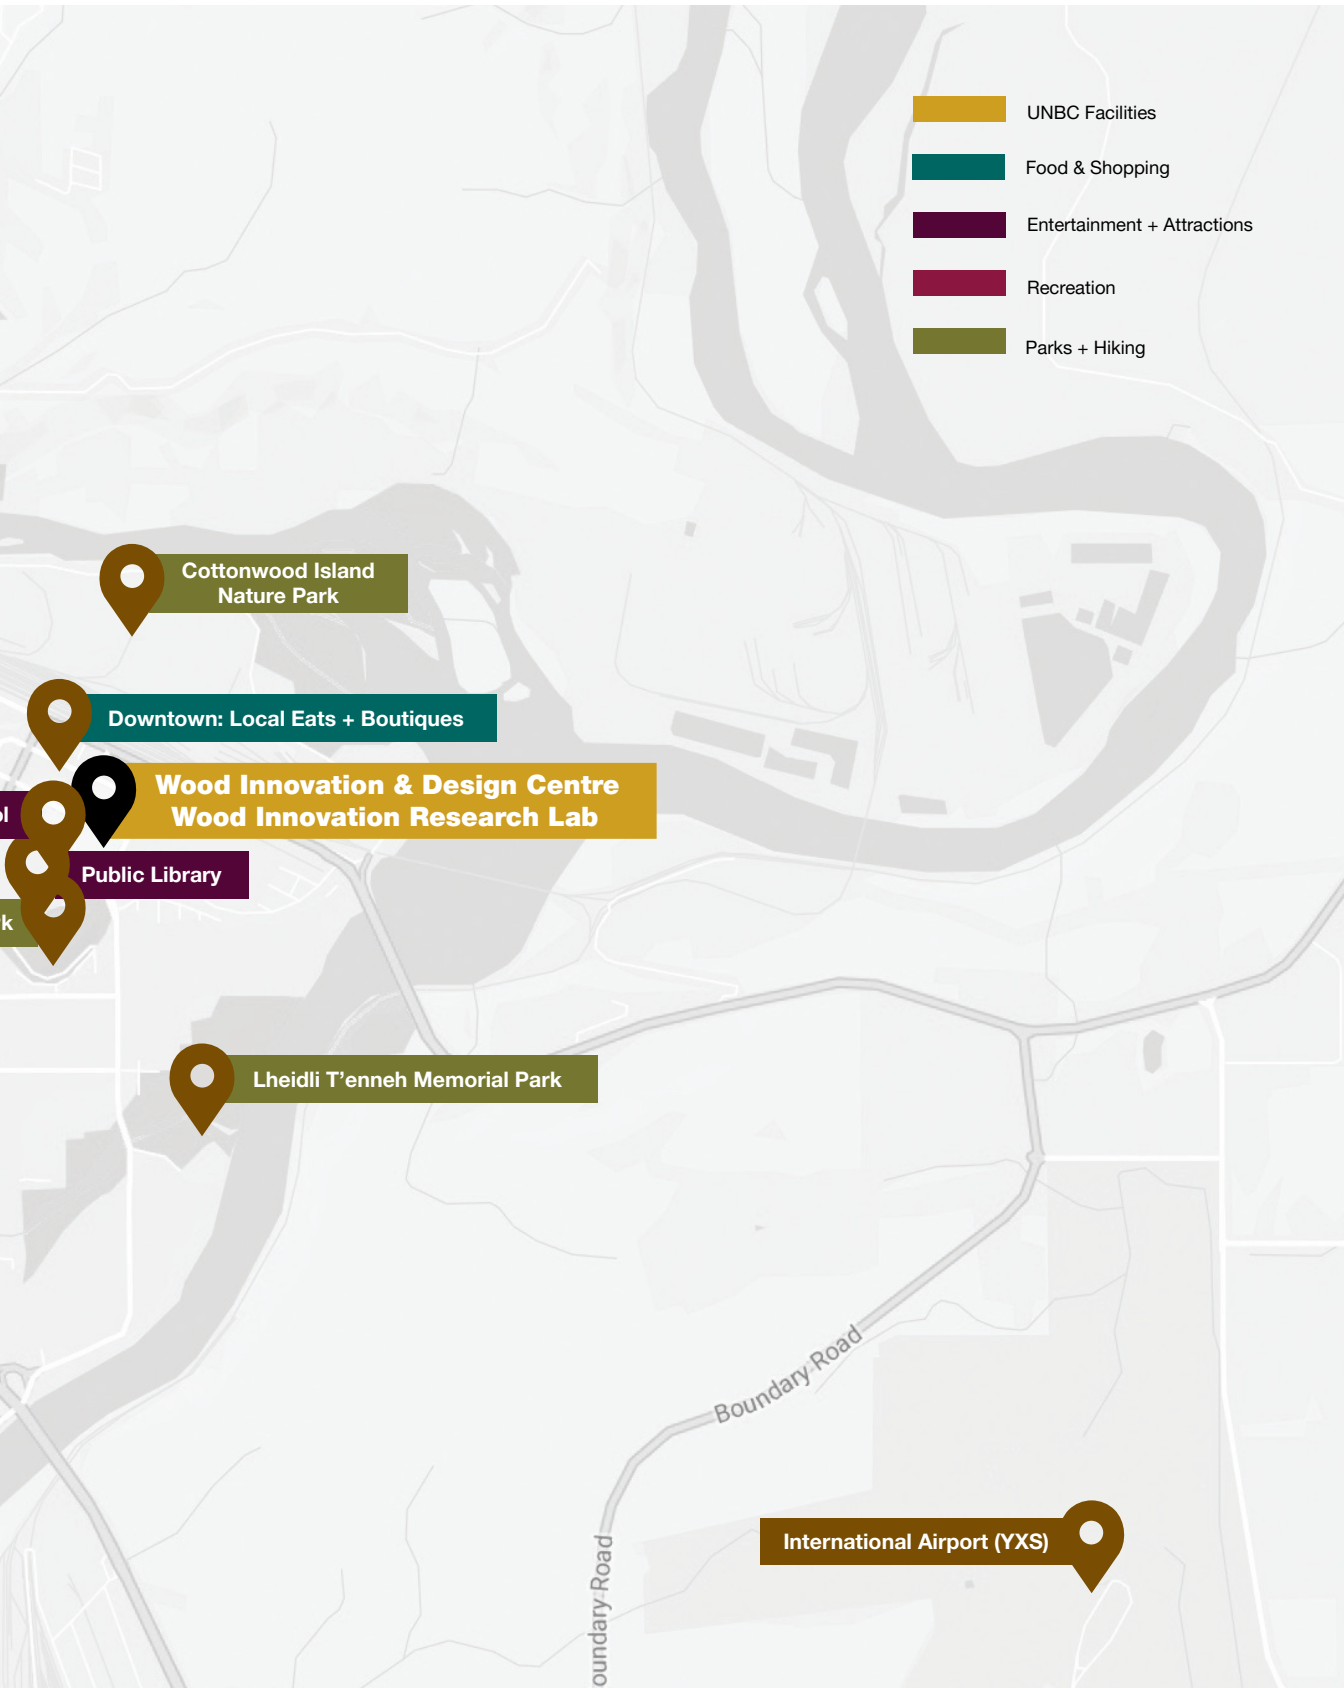 UNBC Facilities
Food & Shopping
Entertainment + Attractions
Recreation
Parks + Hiking
Cottonwood Island
Nature Park
Downtown: Local Eats + Boutiques
Wood Innovation & Design Centre
Wood Innovation Research Lab
ol
Public Library
rk
Lheidli T’enneh Memorial Park
Boundary Road
International Airport (YXS)
oundary Road